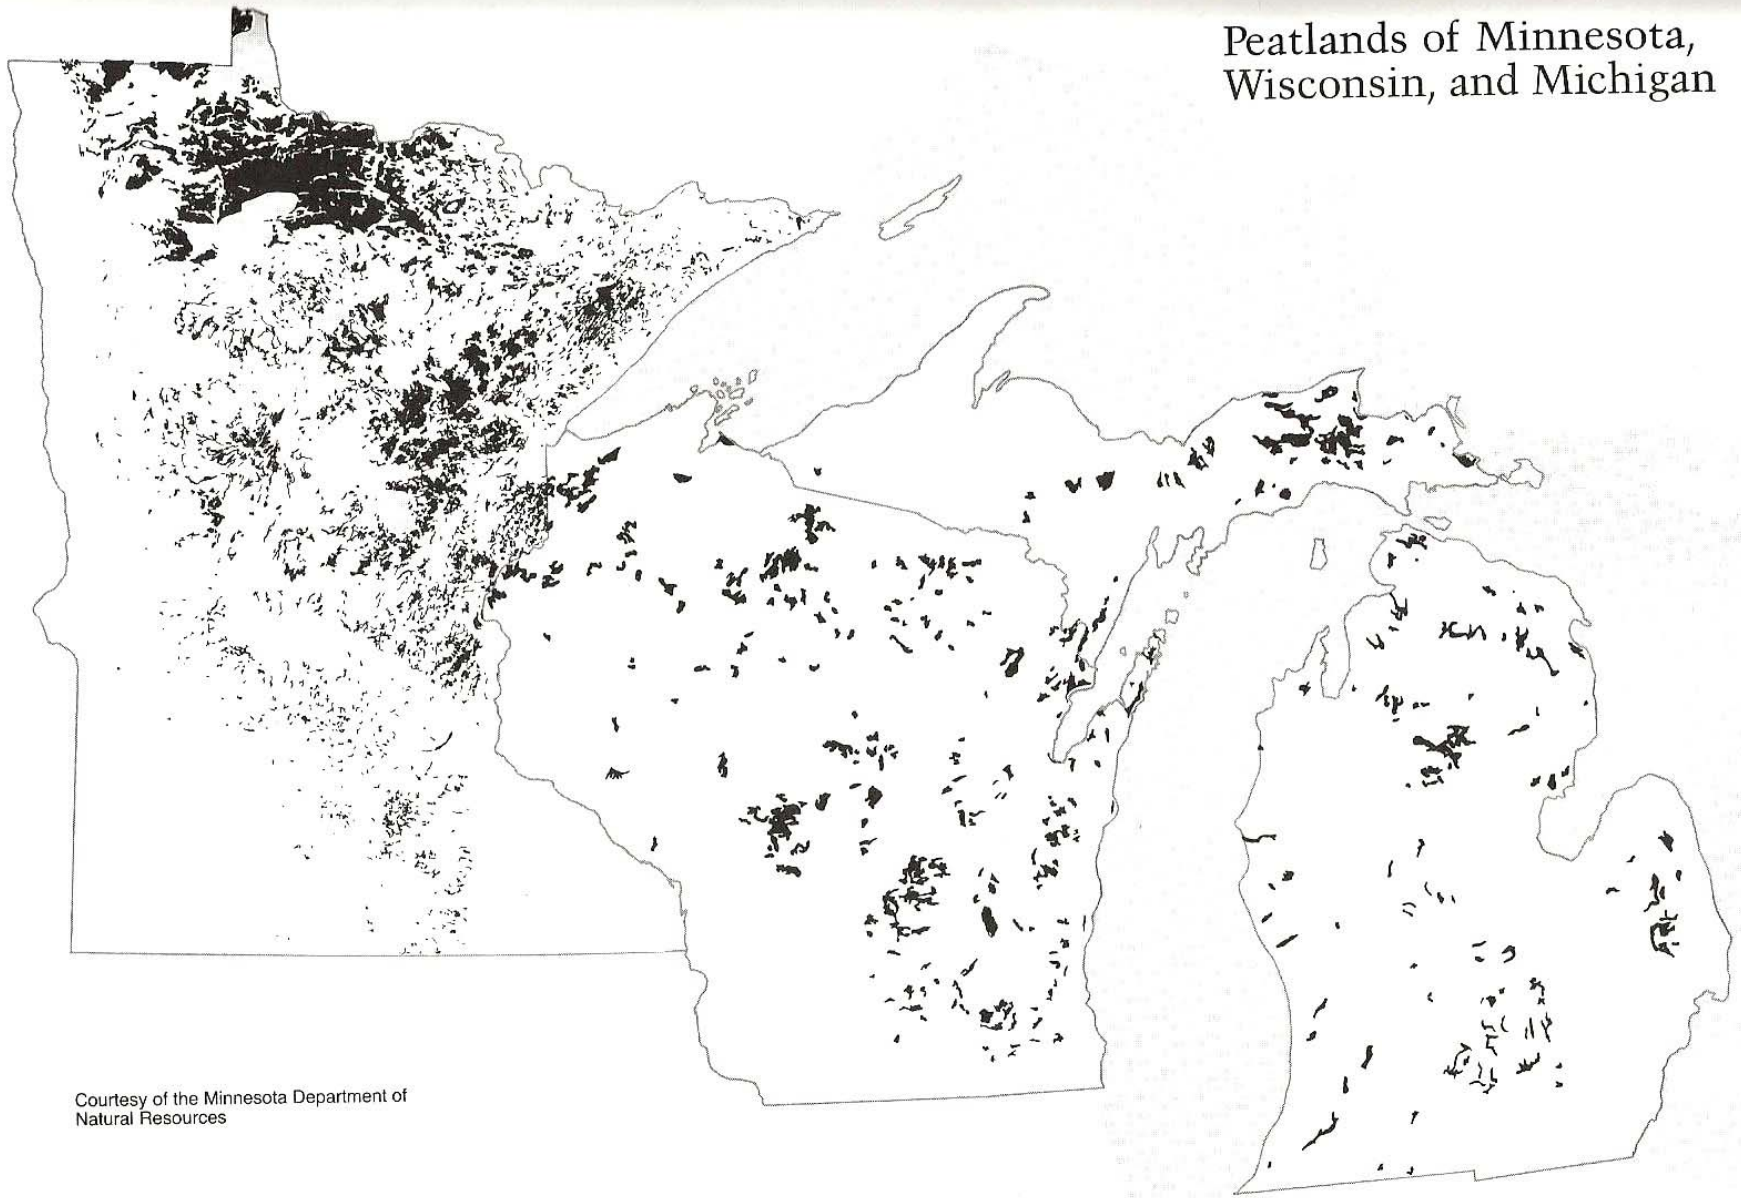 Peatlands of Minnesota,
Wisconsin, and Michigan
Courtesy of the Minnesota Department of
Natural Resources